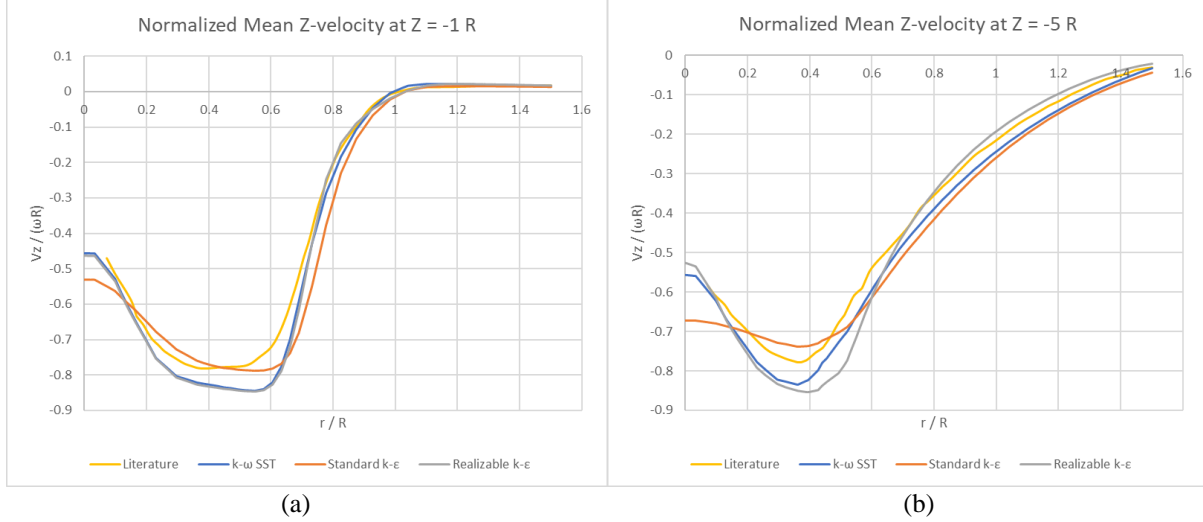 Normalized Mean Z-velocity at Z = -1 R
0.1
0
0 0.2 0.4 0.6 0.8 1 1.2 1.4 1.6
-0.1
-0.2
-0.3
-0.4
-0.5
-0.6
-0.7
-0.8
-0.9
Vz / (ωR)
r / R
Literature k-ω SST Standard k-ε Realizable k-ε
(a)
Normalized Mean Z-velocity at Z = -5 R
0
0 0.2 0.4 0.6 0.8 1 1.2 1.4 1.6
-0.1
-0.2
-0.3
-0.4
-0.5
-0.6
-0.7
-0.8
-0.9
Vz / (ωR)
r / R
Literature k-ω SST Standard k-ε Realizable k-ε
(b)